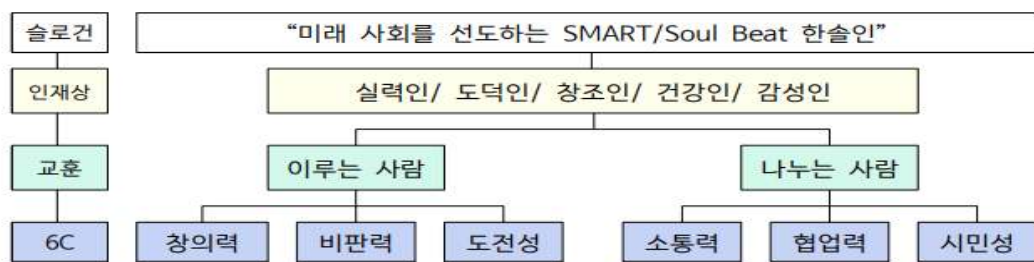 슬로건 “미래 사회를 선도하는 SMART/Soul Beat 한솔인”
인재상 실력인/ 도덕인/ 창조인/ 건강인/ 감성인
교훈 이루는 사람 나누는 사람
6C 창의력 비판력 도전성 소통력 협업력 시민성